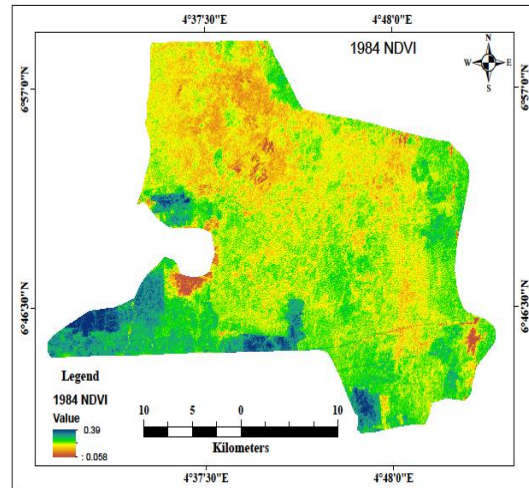 4°37'30"E 4°48'0"E
1984 NDVI
N
W E
S
6°57'0"N 6°57'0"N
6°46'30"N 6°46'30"N
Legend
1984 NDVI
Value
0.39
: 0.058
10 5 0 10
Kilometers
4°37'30"E 4°48'0"E